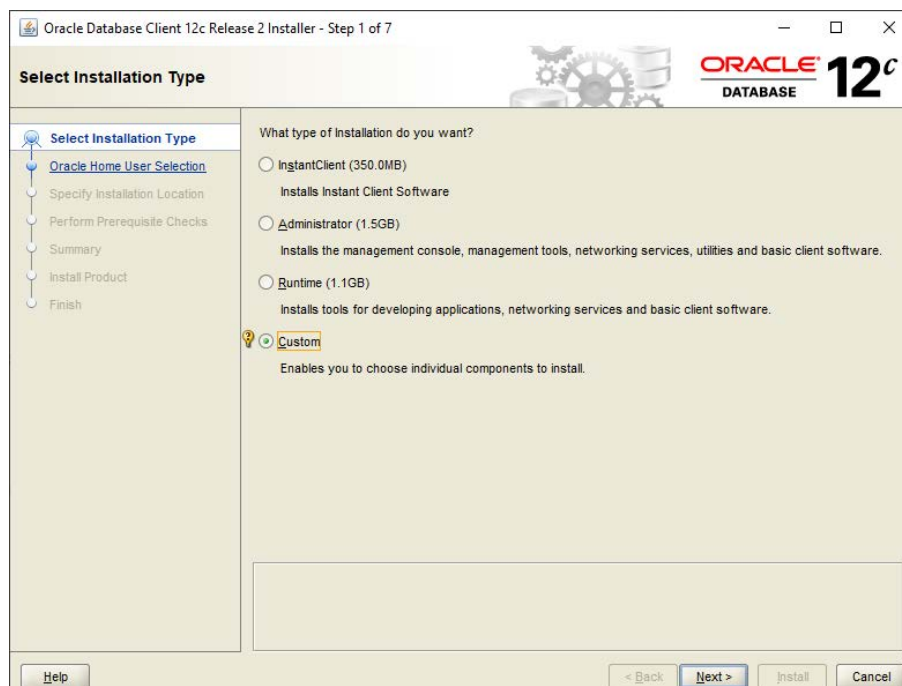 Oracle Database Client 12c Release 2 Installer - Step 1 of 7
Select Installation Type
ORACLE
DATABASE
12c
Select Installation Type
Oracle Home User Selection
Specify Installation Location
Perform Prerequisite Checks
Summary
Install Product
Finish
What type of Installation do you want?
InstantClient (350.0MB)
Installs Instant Client Software
Administrator (1.5GB)
Installs the management console, management tools, networking services, utilities and basic client software.
Runtime (1.1GB)
Installs tools for developing applications, networking services and basic client software.
Custom
Enables you to choose individual components to install.
Help
< Back
Next >
Install
Cancel